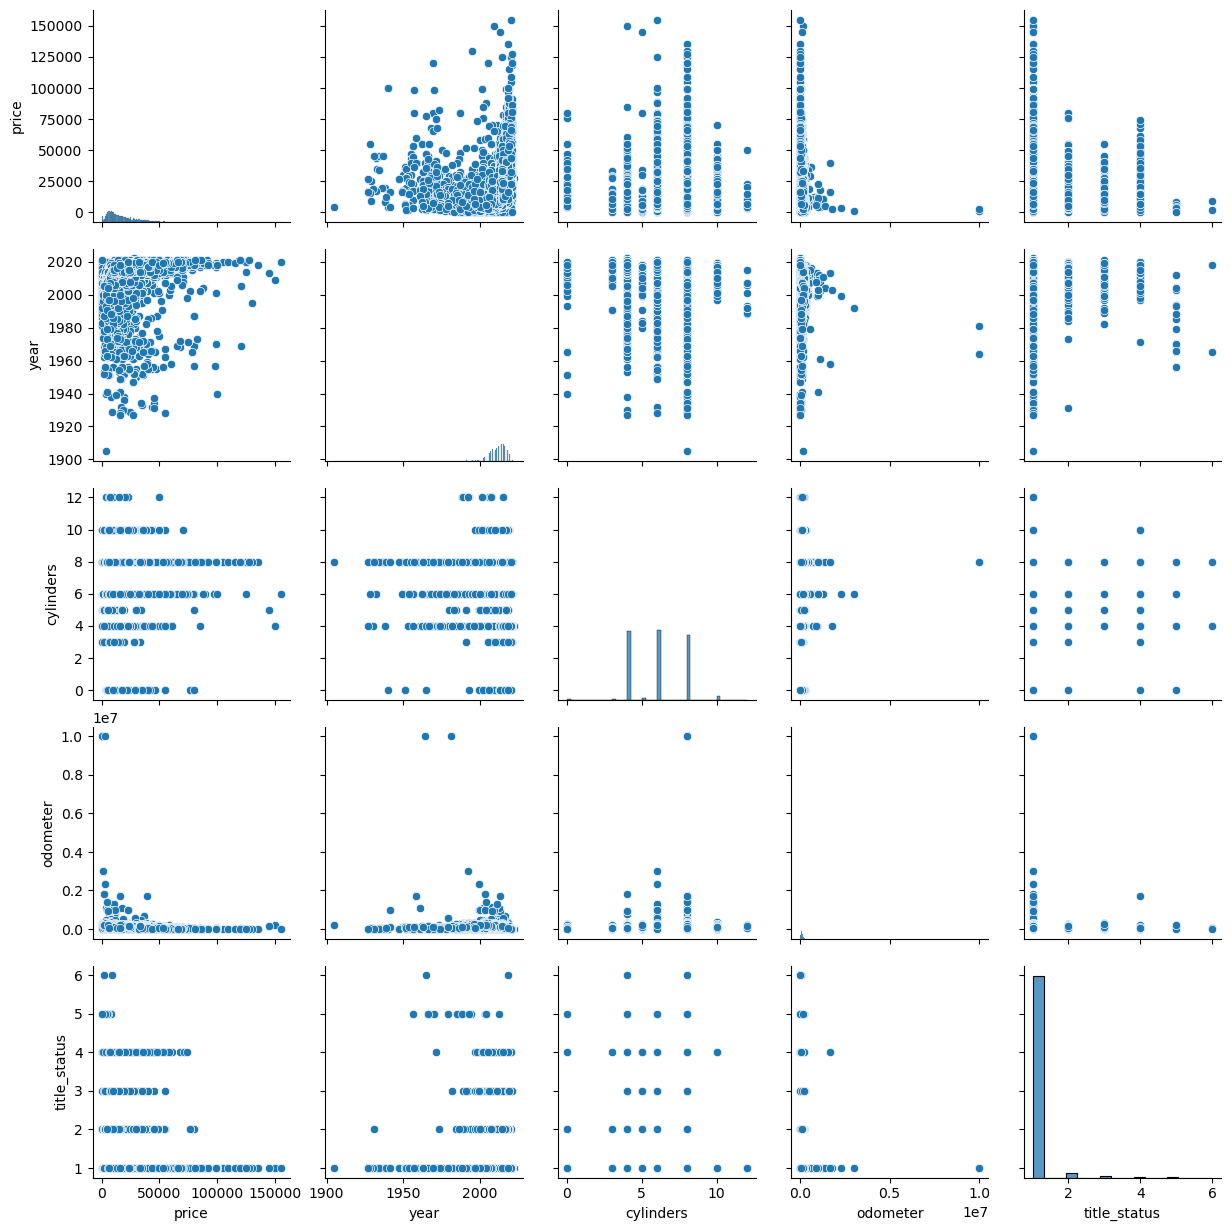 150000
125000
100000
75000
50000
25000
0
price
2020
2000
1980
1960
1940
1920
1900
year
12
10
8
6
4
2
0
cylinders
1e7
1.0
0.8
0.6
0.4
0.2
0.0
odometer
6
5
4
3
2
1
title_status
0 50000 100000 150000
price
1900 1950 2000
year
0 5 10
cylinders
0.0 0.5 1.0
1e7
odometer
2 4 6
title_status